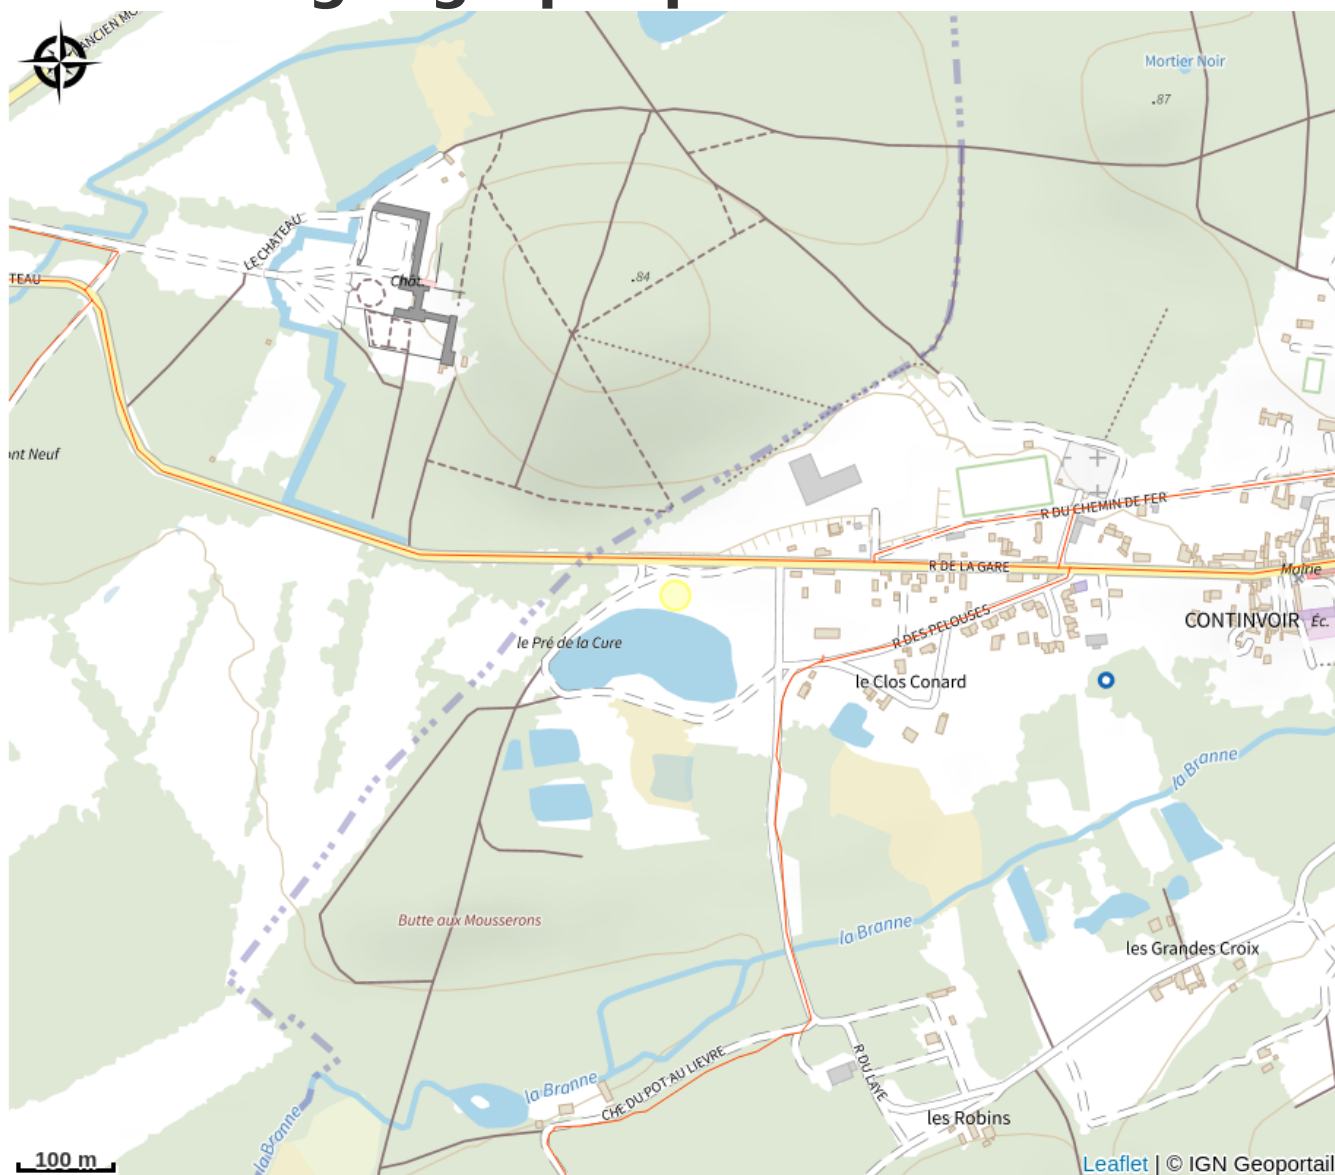 ANCIEN
Mortier Noir
.87
LE CHATEAU
TEAU
Chât.
.84
ont Neuf
R DU CHEMIN DE FER
R DE LA GARE
Mairie
CONTINVOIR
Éc.
le Pré de la Cure
R DES PELOUSES
le Clos Conard
la Branne
Butte aux Mousserons
la Branne
les Grandes Croix
la Branne
CHE DU POT AU LIEVRE
R DU LAYE
les Robins
la Branne
100 m
Leaflet | © IGN Geoportail